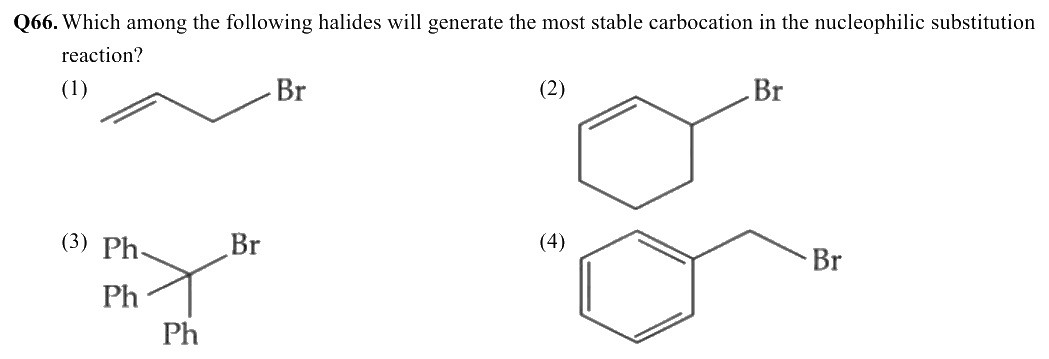 Q66. Which among the following halides will generate the most stable carbocation in the nucleophilic substitution
reaction?
(1) Br
(2) Br
(3) Ph Br
Ph
Ph
(4) Br